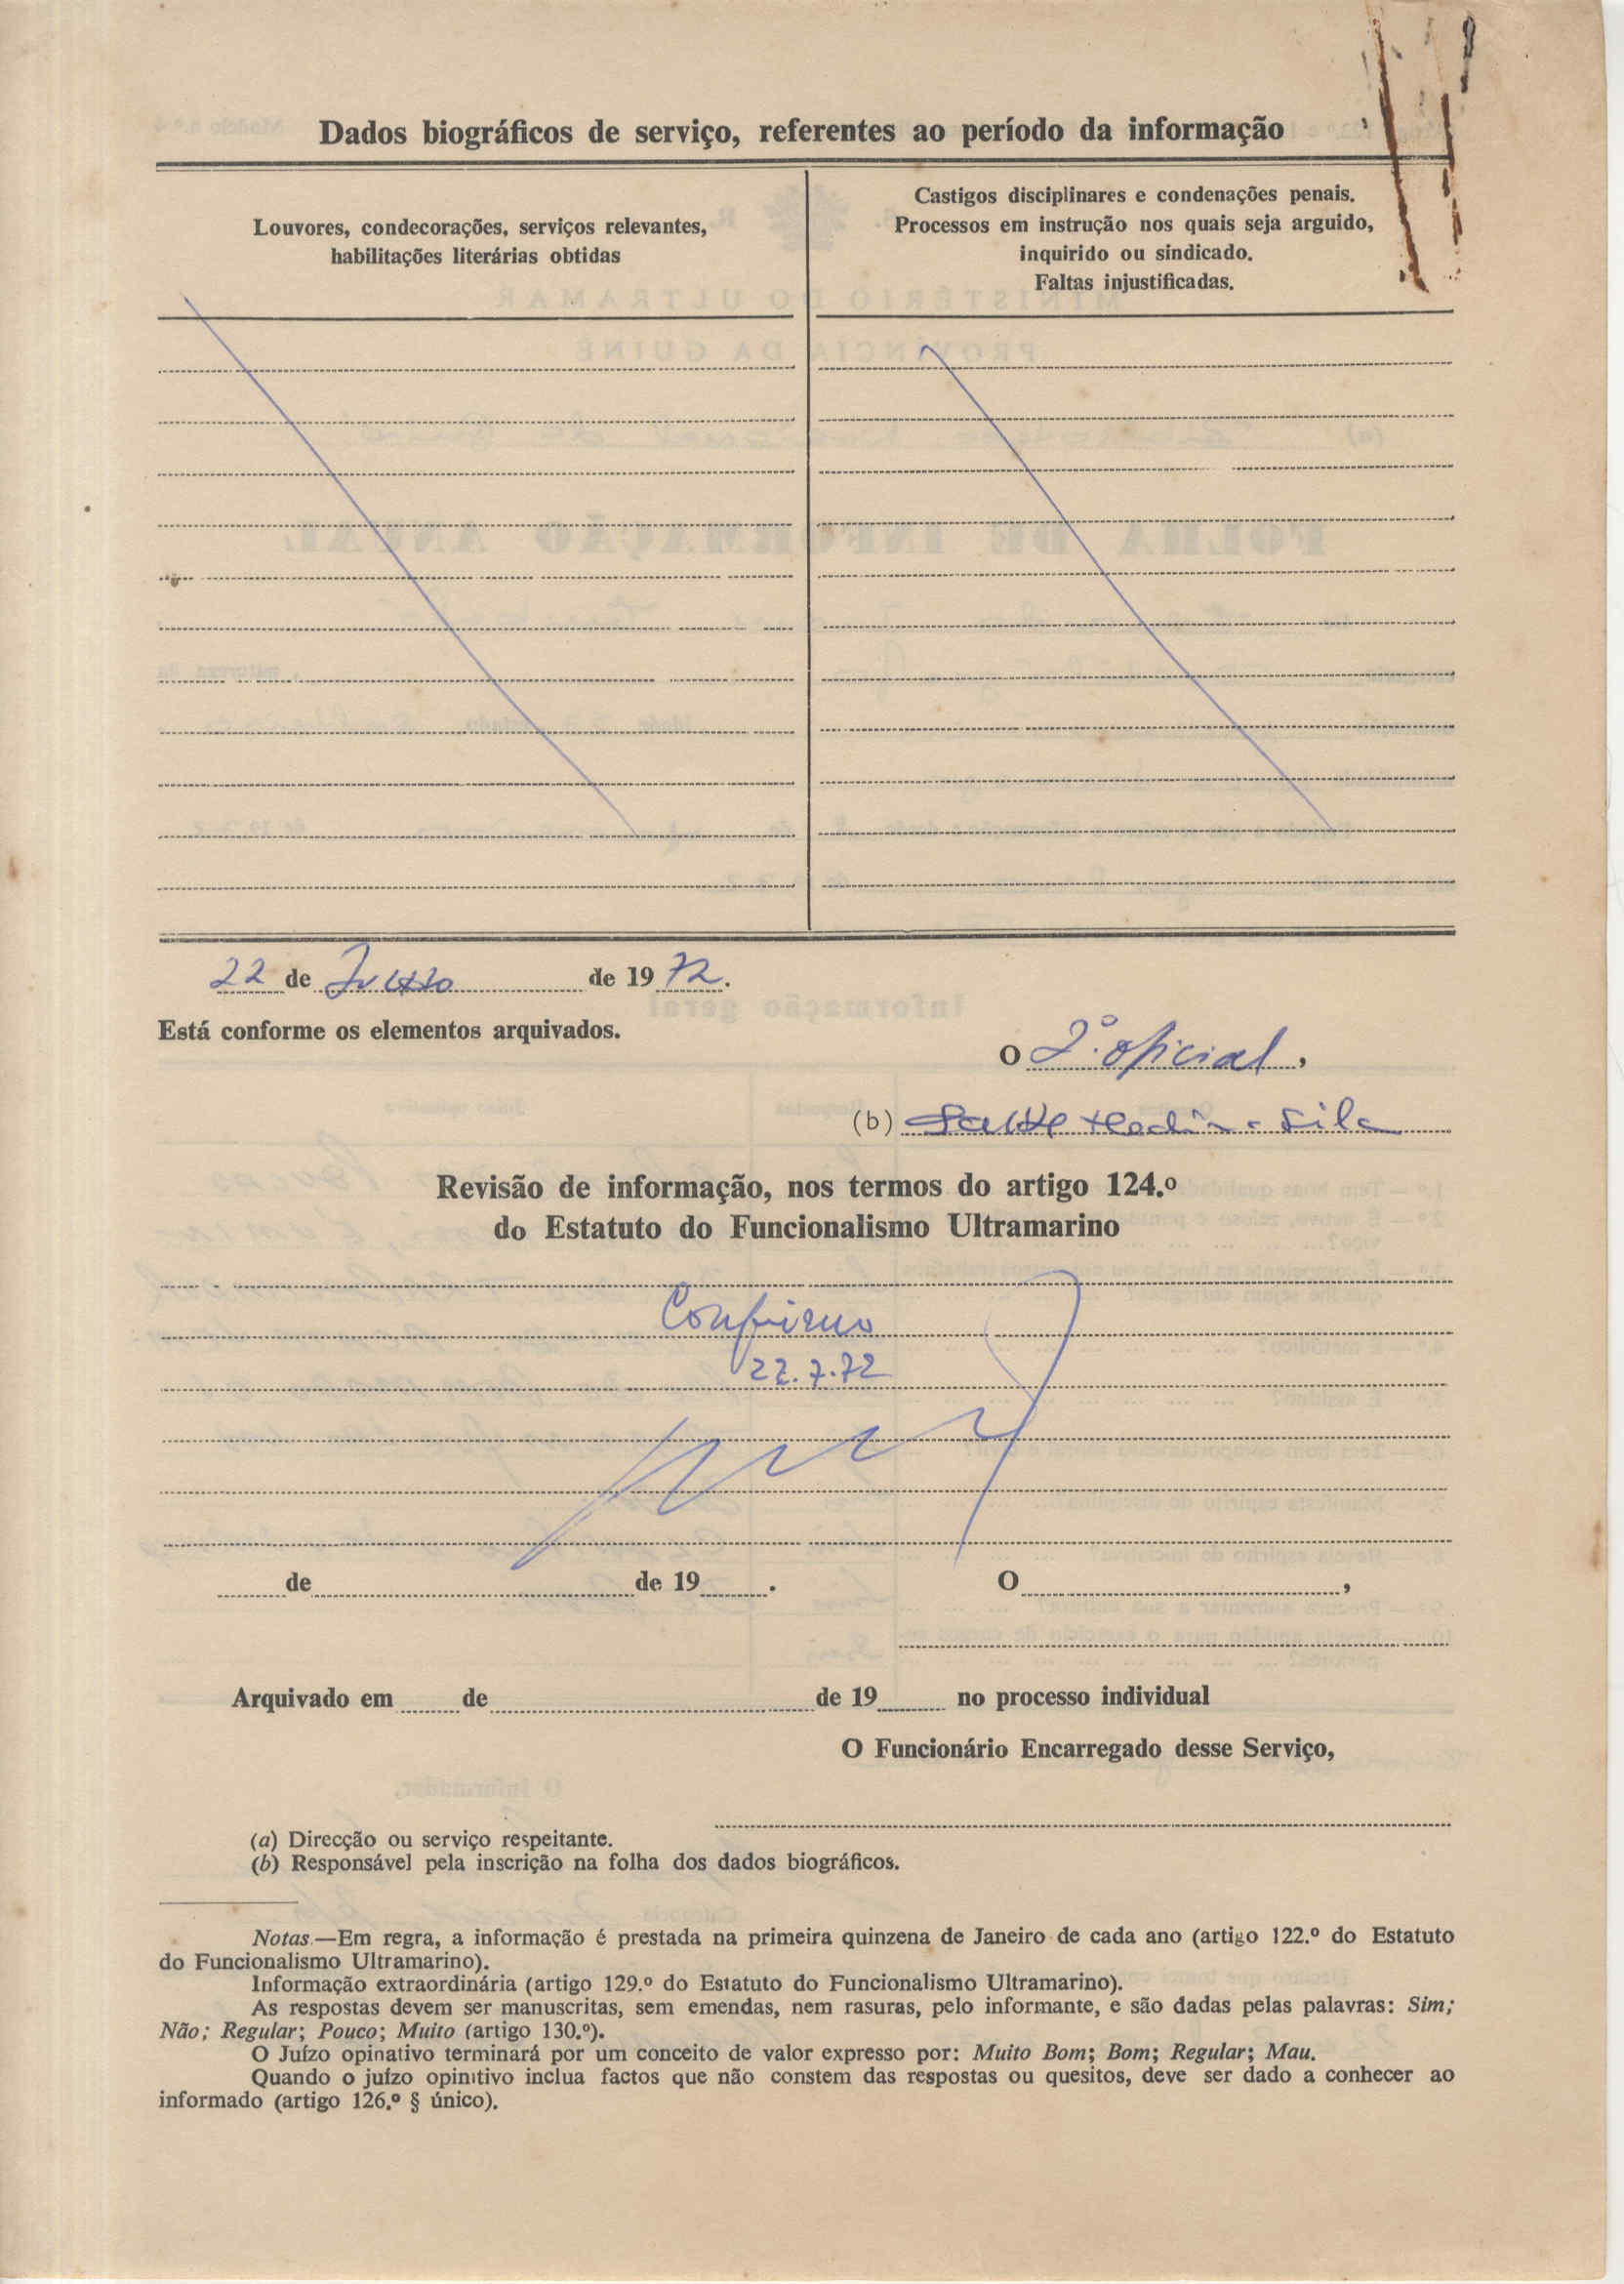 Dados biográficos de serviço, referentes ao período da informação
Louvores, condecorações, serviços relevantes,
habilitações literárias obtidas
Castigos disciplinares e condenações penais.
Processos em instrução nos quais seja arguido,
inquirido ou sindicado.
Faltas injustificadas.
22 de de 1972.
Está conforme os elementos arquivados.
O 2.º oficial,
(b)
Revisão de informação, nos termos do artigo 124.º
do Estatuto do Funcionalismo Ultramarino
Confirmo
22.7.72
de de 19 .
O ,
Arquivado em de de 19 no processo individual
O Funcionário Encarregado desse Serviço,
(a) Direcção ou serviço respeitante.
(b) Responsável pela inscrição na folha dos dados biográficos.
Notas.—Em regra, a informação é prestada na primeira quinzena de Janeiro de cada ano (artigo 122.º do Estatuto
do Funcionalismo Ultramarino).
Informação extraordinária (artigo 129.º do Estatuto do Funcionalismo Ultramarino).
As respostas devem ser manuscritas, sem emendas, nem rasuras, pelo informante, e são dadas pelas palavras: Sim;
Não; Regular; Pouco; Muito (artigo 130.º).
O Juízo opinativo terminará por um conceito de valor expresso por: Muito Bom; Bom; Regular; Mau.
Quando o juízo opinitivo inclua factos que não constem das respostas ou quesitos, deve ser dado a conhecer ao
informado (artigo 126.º § único).